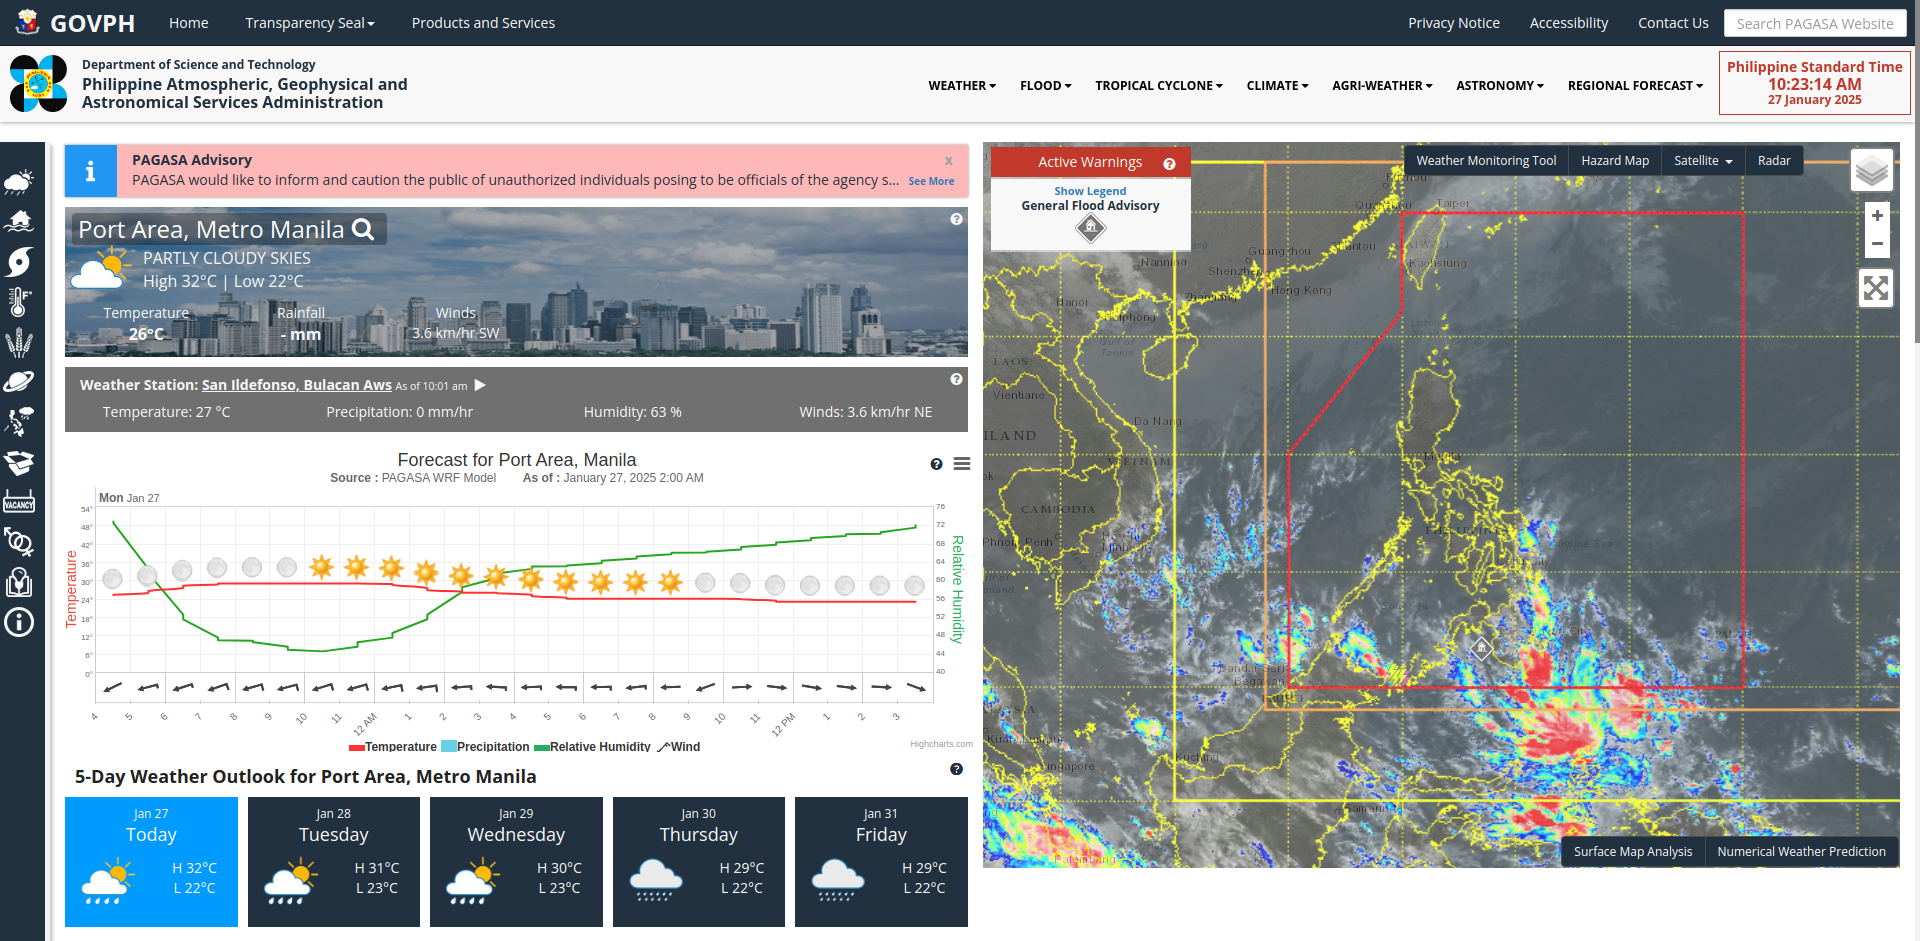 GOVPH
Home
Transparency Seal
Products and Services
Privacy Notice
Accessibility
Contact Us
Search PAGASA Website
Department of Science and Technology
Philippine Atmospheric, Geophysical and
Astronomical Services Administration
WEATHER
FLOOD
TROPICAL CYCLONE
CLIMATE
AGRI-WEATHER
ASTRONOMY
REGIONAL FORECAST
Philippine Standard Time
10:23:14 AM
27 January 2025
VACANCY
PAGASA Advisory
x
PAGASA would like to inform and caution the public of unauthorized individuals posing to be officials of the agency s...
See More
Port Area, Metro Manila
PARTLY CLOUDY SKIES
High 32°C | Low 22°C
Temperature
Rainfall
Winds
26°C
- mm
3.6 km/hr SW
Weather Station: San Ildefonso, Bulacan Aws As of 10:01 am
Temperature: 27 °C
Precipitation: 0 mm/hr
Humidity: 63 %
Winds: 3.6 km/hr NE
Forecast for Port Area, Manila
Source : PAGASA WRF Model
As of : January 27, 2025 2:00 AM
Mon Jan 27
54°
48°
42°
36°
30°
24°
18°
12°
6°
0°
Temperature
76
72
68
64
60
56
52
48
44
40
Relative Humidity
4
5
6
7
8
9
10
11
12 AM
1
2
3
4
5
6
7
8
9
10
11
12 PM
1
2
3
Temperature
Precipitation
Relative Humidity
Wind
Highcharts.com
5-Day Weather Outlook for Port Area, Metro Manila
Jan 27
Today
H 32°C
L 22°C
Jan 28
Tuesday
H 31°C
L 23°C
Jan 29
Wednesday
H 30°C
L 23°C
Jan 30
Thursday
H 29°C
L 22°C
Jan 31
Friday
H 29°C
L 22°C
Active Warnings
Show Legend
General Flood Advisory
Weather Monitoring Tool
Hazard Map
Satellite
Radar
+
−
Taipei
Guangzhou
Shantou
Nanning
Shenzhen
Kaohsiung
Hong Kong
Zhanjiang
Hanoi
Haiphong
Gulf of
Tonkin
Luzon
LAOS
Vientiane
Da Nang
ILAND
VIETNAM
Manila
CAMBODIA
Phnom Penh
Bandar Seri
Begawan
Kuching
Singapore
Samarinda
Palembang
Surface Map Analysis
Numerical Weather Prediction